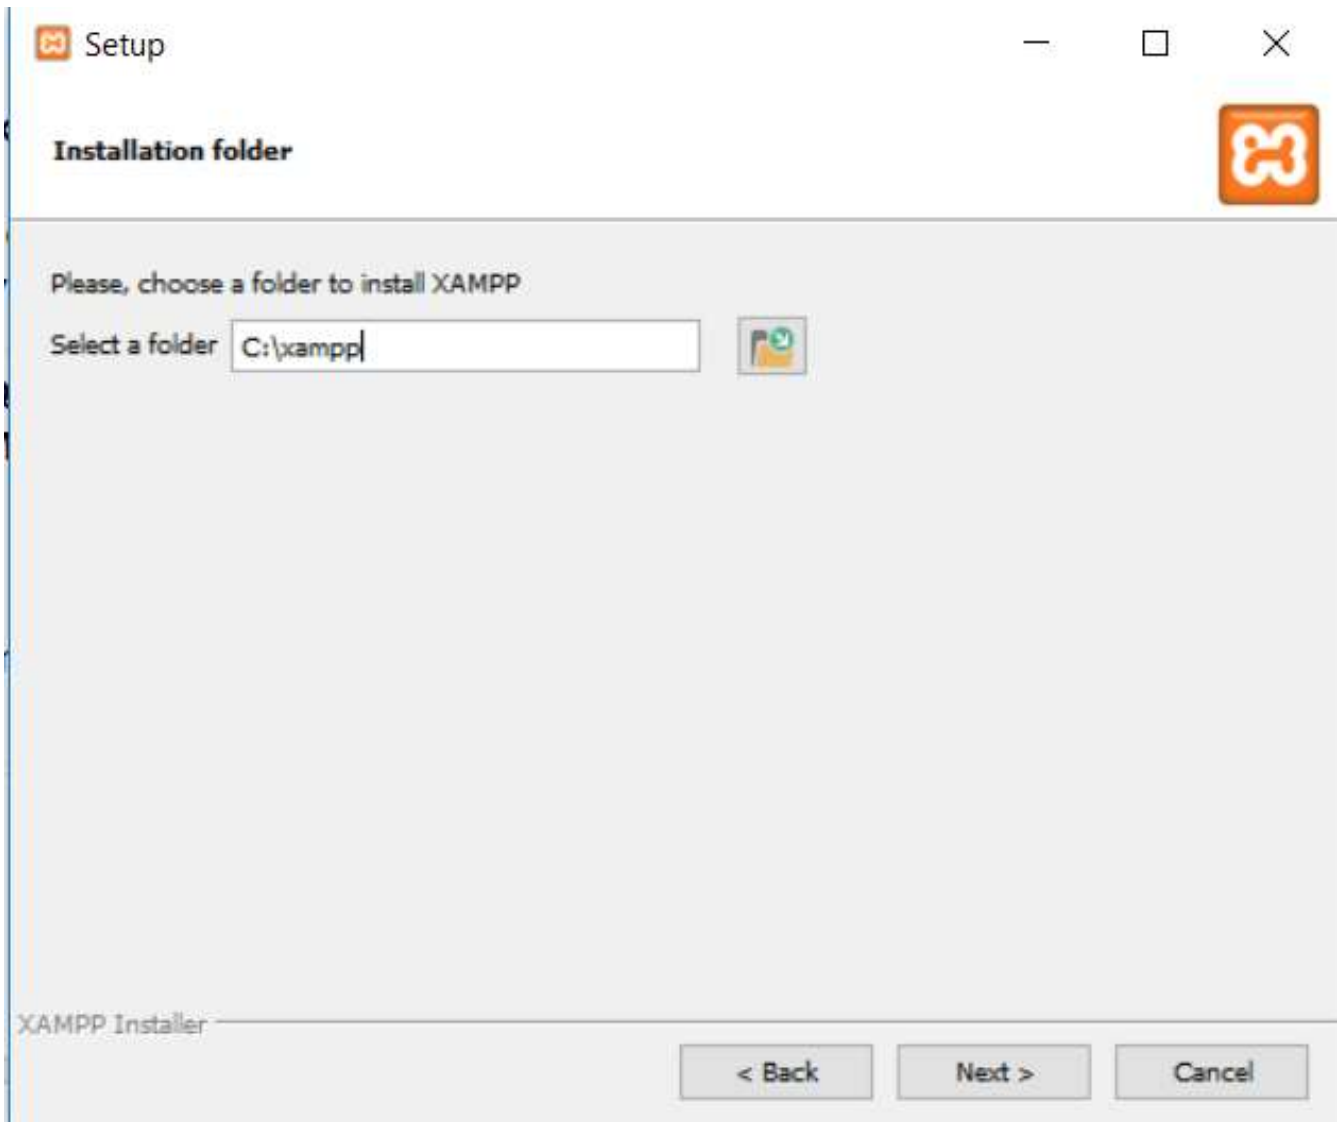 Setup
Installation folder
Please, choose a folder to install XAMPP
Select a folder C:\xampp
XAMPP Installer
< Back Next > Cancel